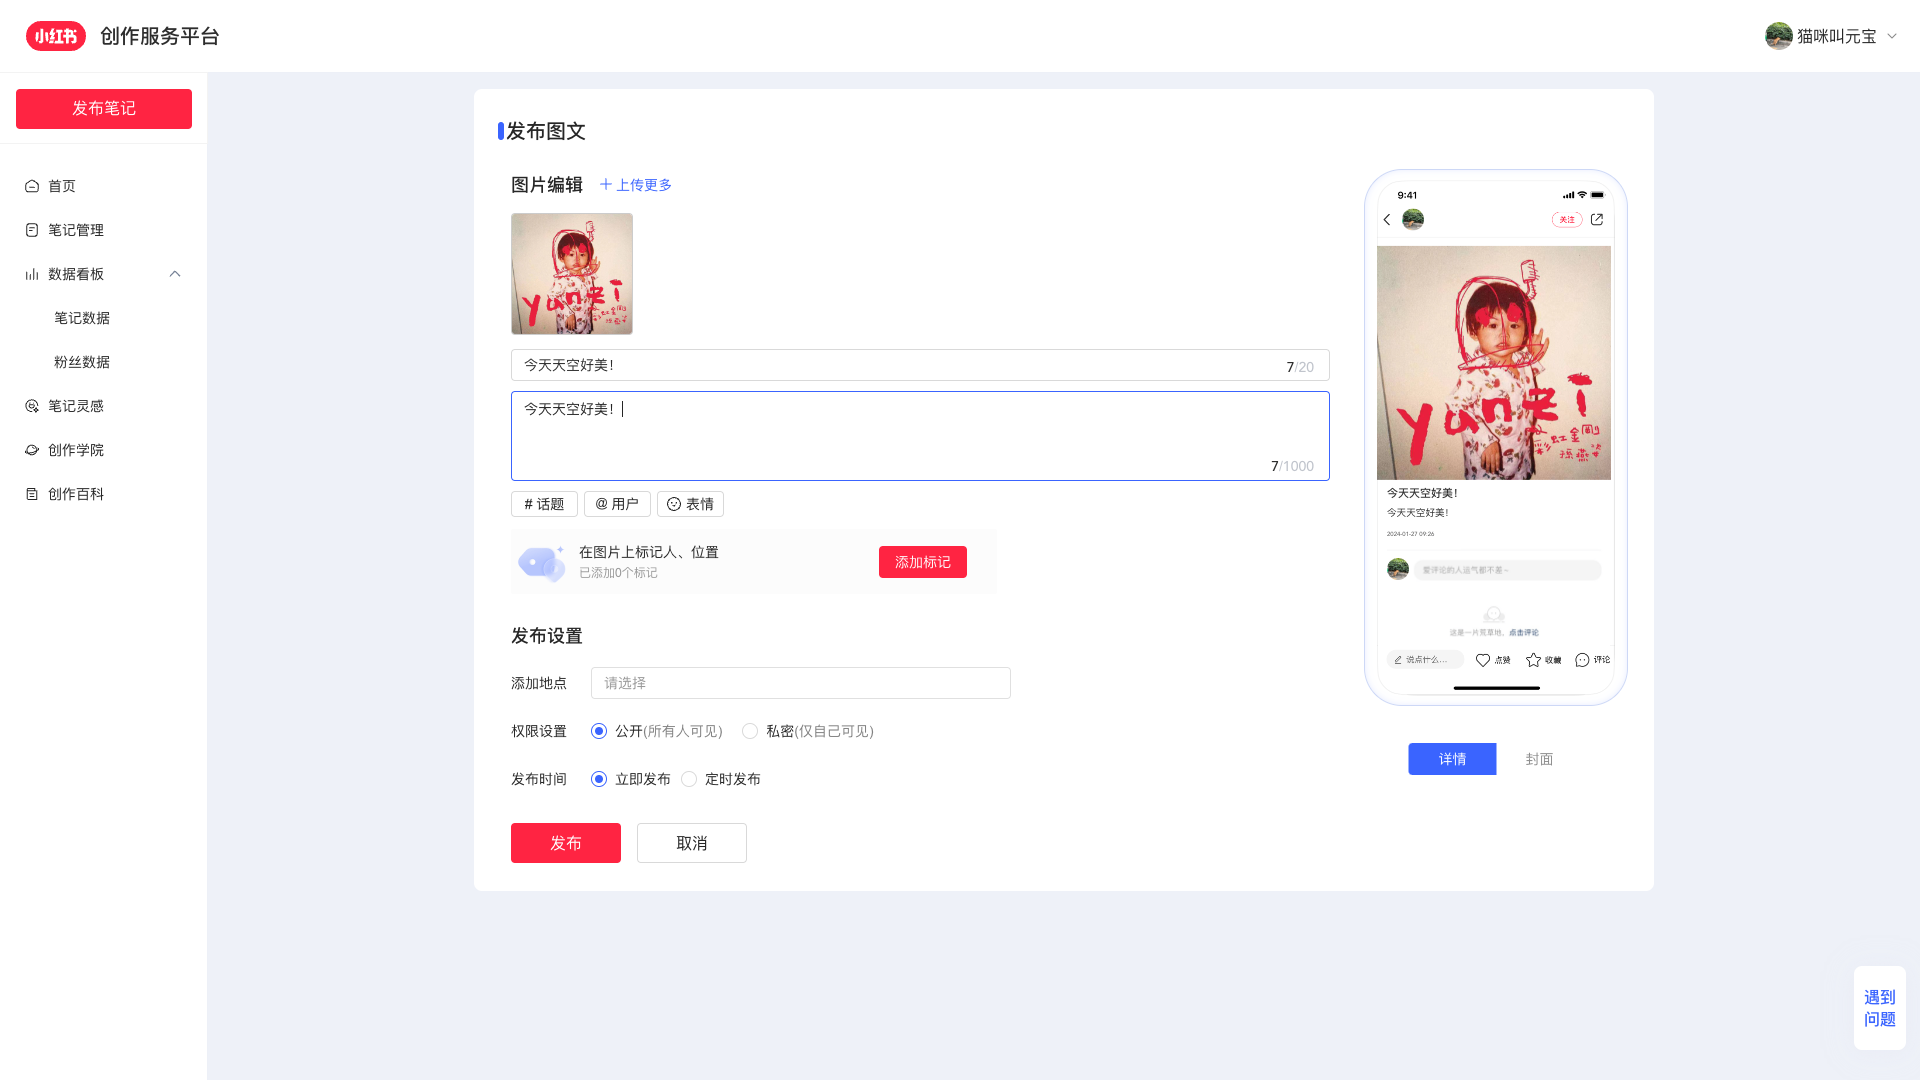 小红书 创作服务平台
猫咪叫元宝
发布笔记
首页
笔记管理
数据看板
笔记数据
粉丝数据
笔记灵感
创作学院
创作百科
发布图文
图片编辑 上传更多
yanzi
今天天空好美!
7/20
今天天空好美!
7/1000
# 话题
@ 用户
表情
在图片上标记人、位置
已添加0个标记
添加标记
发布设置
添加地点 请选择
权限设置 公开(所有人可见) 私密(仅自己可见)
发布时间 立即发布 定时发布
发布 取消
9:41
关注
yanzi
彩虹金刚
孙燕姿
今天天空好美!
今天天空好美!
2024-01-27 09:26
爱评论的人运气都不差~
这是一片荒草地, 点击评论
说点什么... 点赞 收藏 评论
详情 封面
遇到
问题